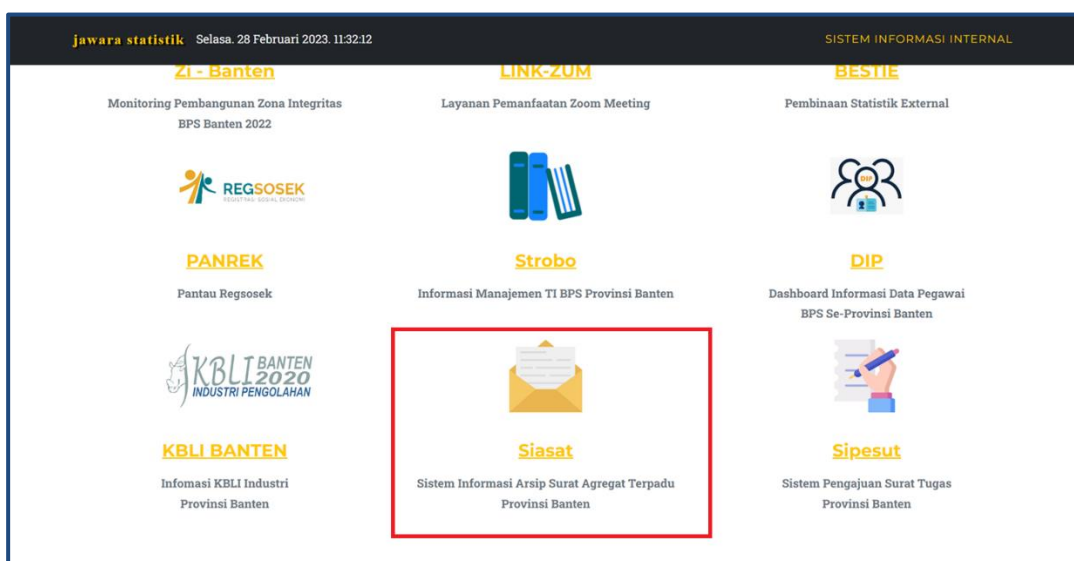 jawara statistik Selasa. 28 Februari 2023. 11:32:12 SISTEM INFORMASI INTERNAL
Zi - Banten LINK-ZUM BESTIE
Monitoring Pembangunan Zona Integritas
BPS Banten 2022
Layanan Pemanfaatan Zoom Meeting
Pembinaan Statistik External
REGSOSEK
REGISTRASI SOSIAL EKONOMI
DIP
PANREK
Pantau Regsosek
Strobo
Informasi Manajemen TI BPS Provinsi Banten
DIP
Dashboard Informasi Data Pegawai
BPS Se-Provinsi Banten
KBLI BANTEN
2020
INDUSTRI PENGOLAHAN
KBLI BANTEN
Infomasi KBLI Industri
Provinsi Banten
Siasat
Sistem Informasi Arsip Surat Agregat Terpadu
Provinsi Banten
Sipesut
Sistem Pengajuan Surat Tugas
Provinsi Banten